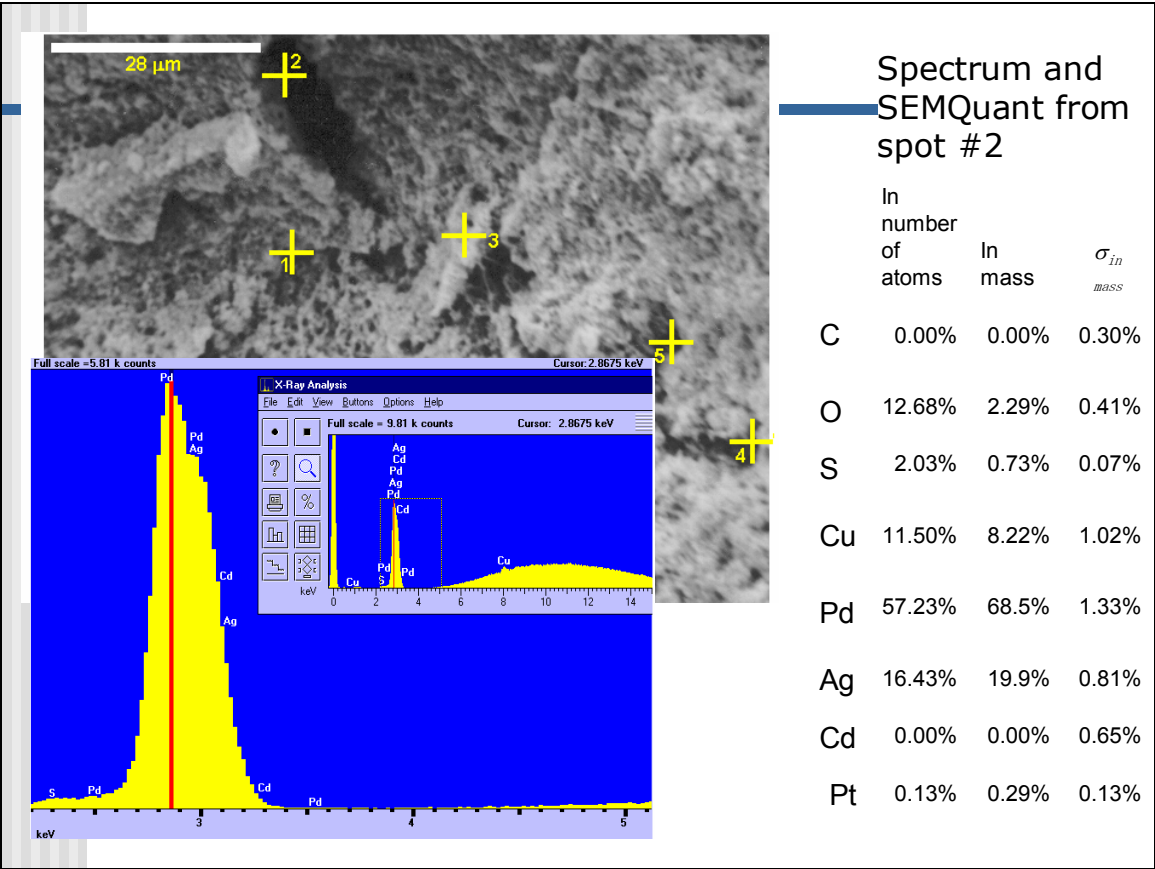 28 µm
2
1
3
5
4
Spectrum and
SEMQuant from
spot #2
In
number
of
atoms
In
mass
σ in
mass
C 0.00% 0.00% 0.30%
O 12.68% 2.29% 0.41%
S 2.03% 0.73% 0.07%
Cu 11.50% 8.22% 1.02%
Pd 57.23% 68.5% 1.33%
Ag 16.43% 19.9% 0.81%
Cd 0.00% 0.00% 0.65%
Pt 0.13% 0.29% 0.13%
Full scale =5.81 k counts Cursor: 2.8675 keV
Pd
Pd
Ag
Cd
Ag
S Pd Cd Pd
3 4 5
keV
X-Ray Analysis
File Edit View Buttons Options Help
?
%
Full scale = 9.81 k counts Cursor: 2.8675 keV
Ag
Cd
Pd
Ag
Pd
Cd
Cu Pd S Pd Cu
keV 0 2 4 6 8 10 12 14